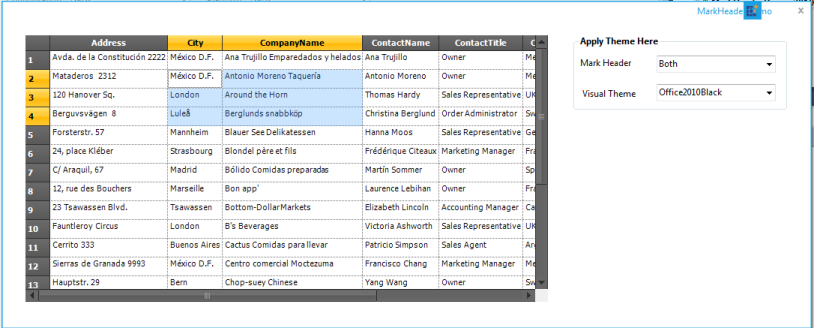 MarkHeade mo x
Address City CompanyName ContactName ContactTitle
1 Avda. de la Constitución 2222 México D.F. Ana Trujillo Emparedados y helados Ana Trujillo Owner Me
2 Mataderos 2312 México D.F. Antonio Moreno Taquería Antonio Moreno Owner Me
3 120 Hanover Sq. London Around the Horn Thomas Hardy Sales Representative UK
4 Berguvsvägen 8 Luleå Berglunds snabbköp Christina Berglund Order Administrator Sw
5 Forsterstr. 57 Mannheim Blauer See Delikatessen Hanna Moos Sales Representative Ge
6 24, place Kléber Strasbourg Blondel père et fils Frédérique Citeaux Marketing Manager Fra
7 C/ Araquil, 67 Madrid Bólido Comidas preparadas Martín Sommer Owner Sp
8 12, rue des Bouchers Marseille Bon app' Laurence Lebihan Owner Fra
9 23 Tsawassen Blvd. Tsawassen Bottom-Dollar Markets Elizabeth Lincoln Accounting Manager Ca
10 Fauntleroy Circus London B's Beverages Victoria Ashworth Sales Representative UK
11 Cerrito 333 Buenos Aires Cactus Comidas para llevar Patricio Simpson Sales Agent Ar
12 Sierras de Granada 9993 México D.F. Centro comercial Moctezuma Francisco Chang Marketing Manager Me
13 Hauptstr. 29 Bern Chop-suey Chinese Yang Wang Owner Sw
Apply Theme Here
Mark Header Both
Visual Theme Office2010Black